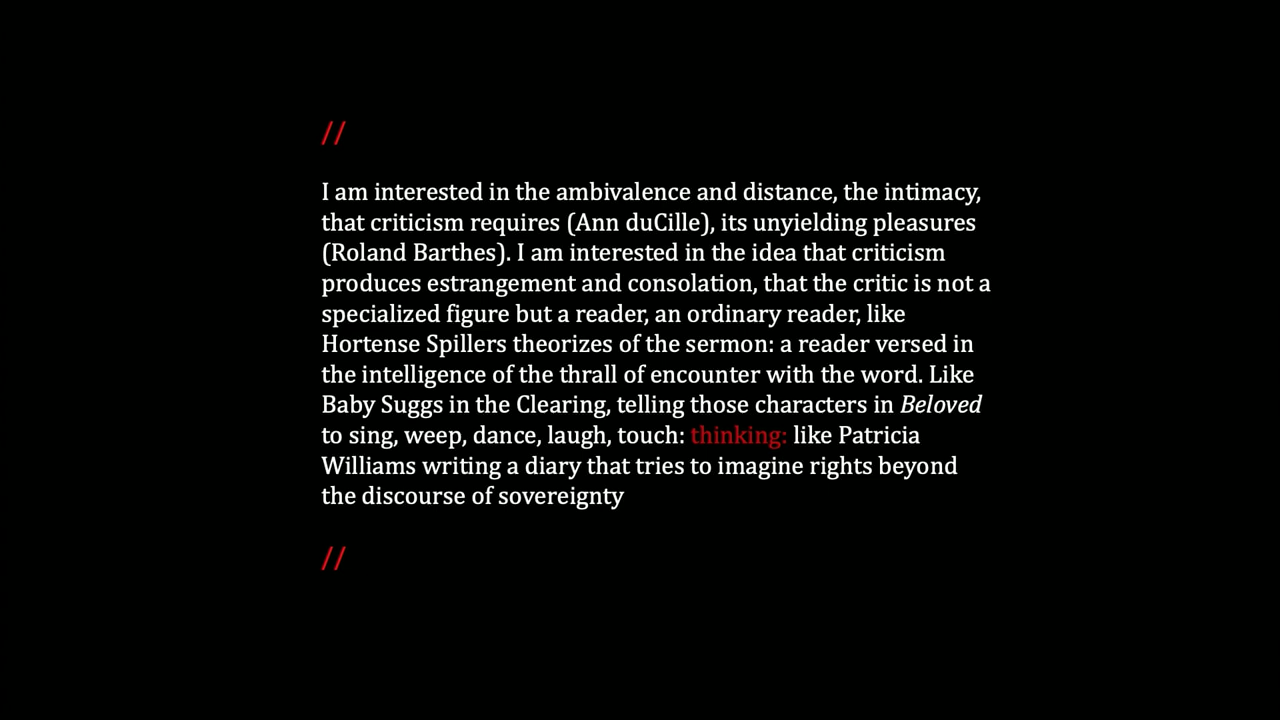 //
I am interested in the ambivalence and distance, the intimacy,
that criticism requires (Ann duCille), its unyielding pleasures
(Roland Barthes). I am interested in the idea that criticism
produces estrangement and consolation, that the critic is not a
specialized figure but a reader, an ordinary reader, like
Hortense Spillers theorizes of the sermon: a reader versed in
the intelligence of the thrall of encounter with the word. Like
Baby Suggs in the Clearing, telling those characters in Beloved
to sing, weep, dance, laugh, touch: thinking: like Patricia
Williams writing a diary that tries to imagine rights beyond
the discourse of sovereignty
//